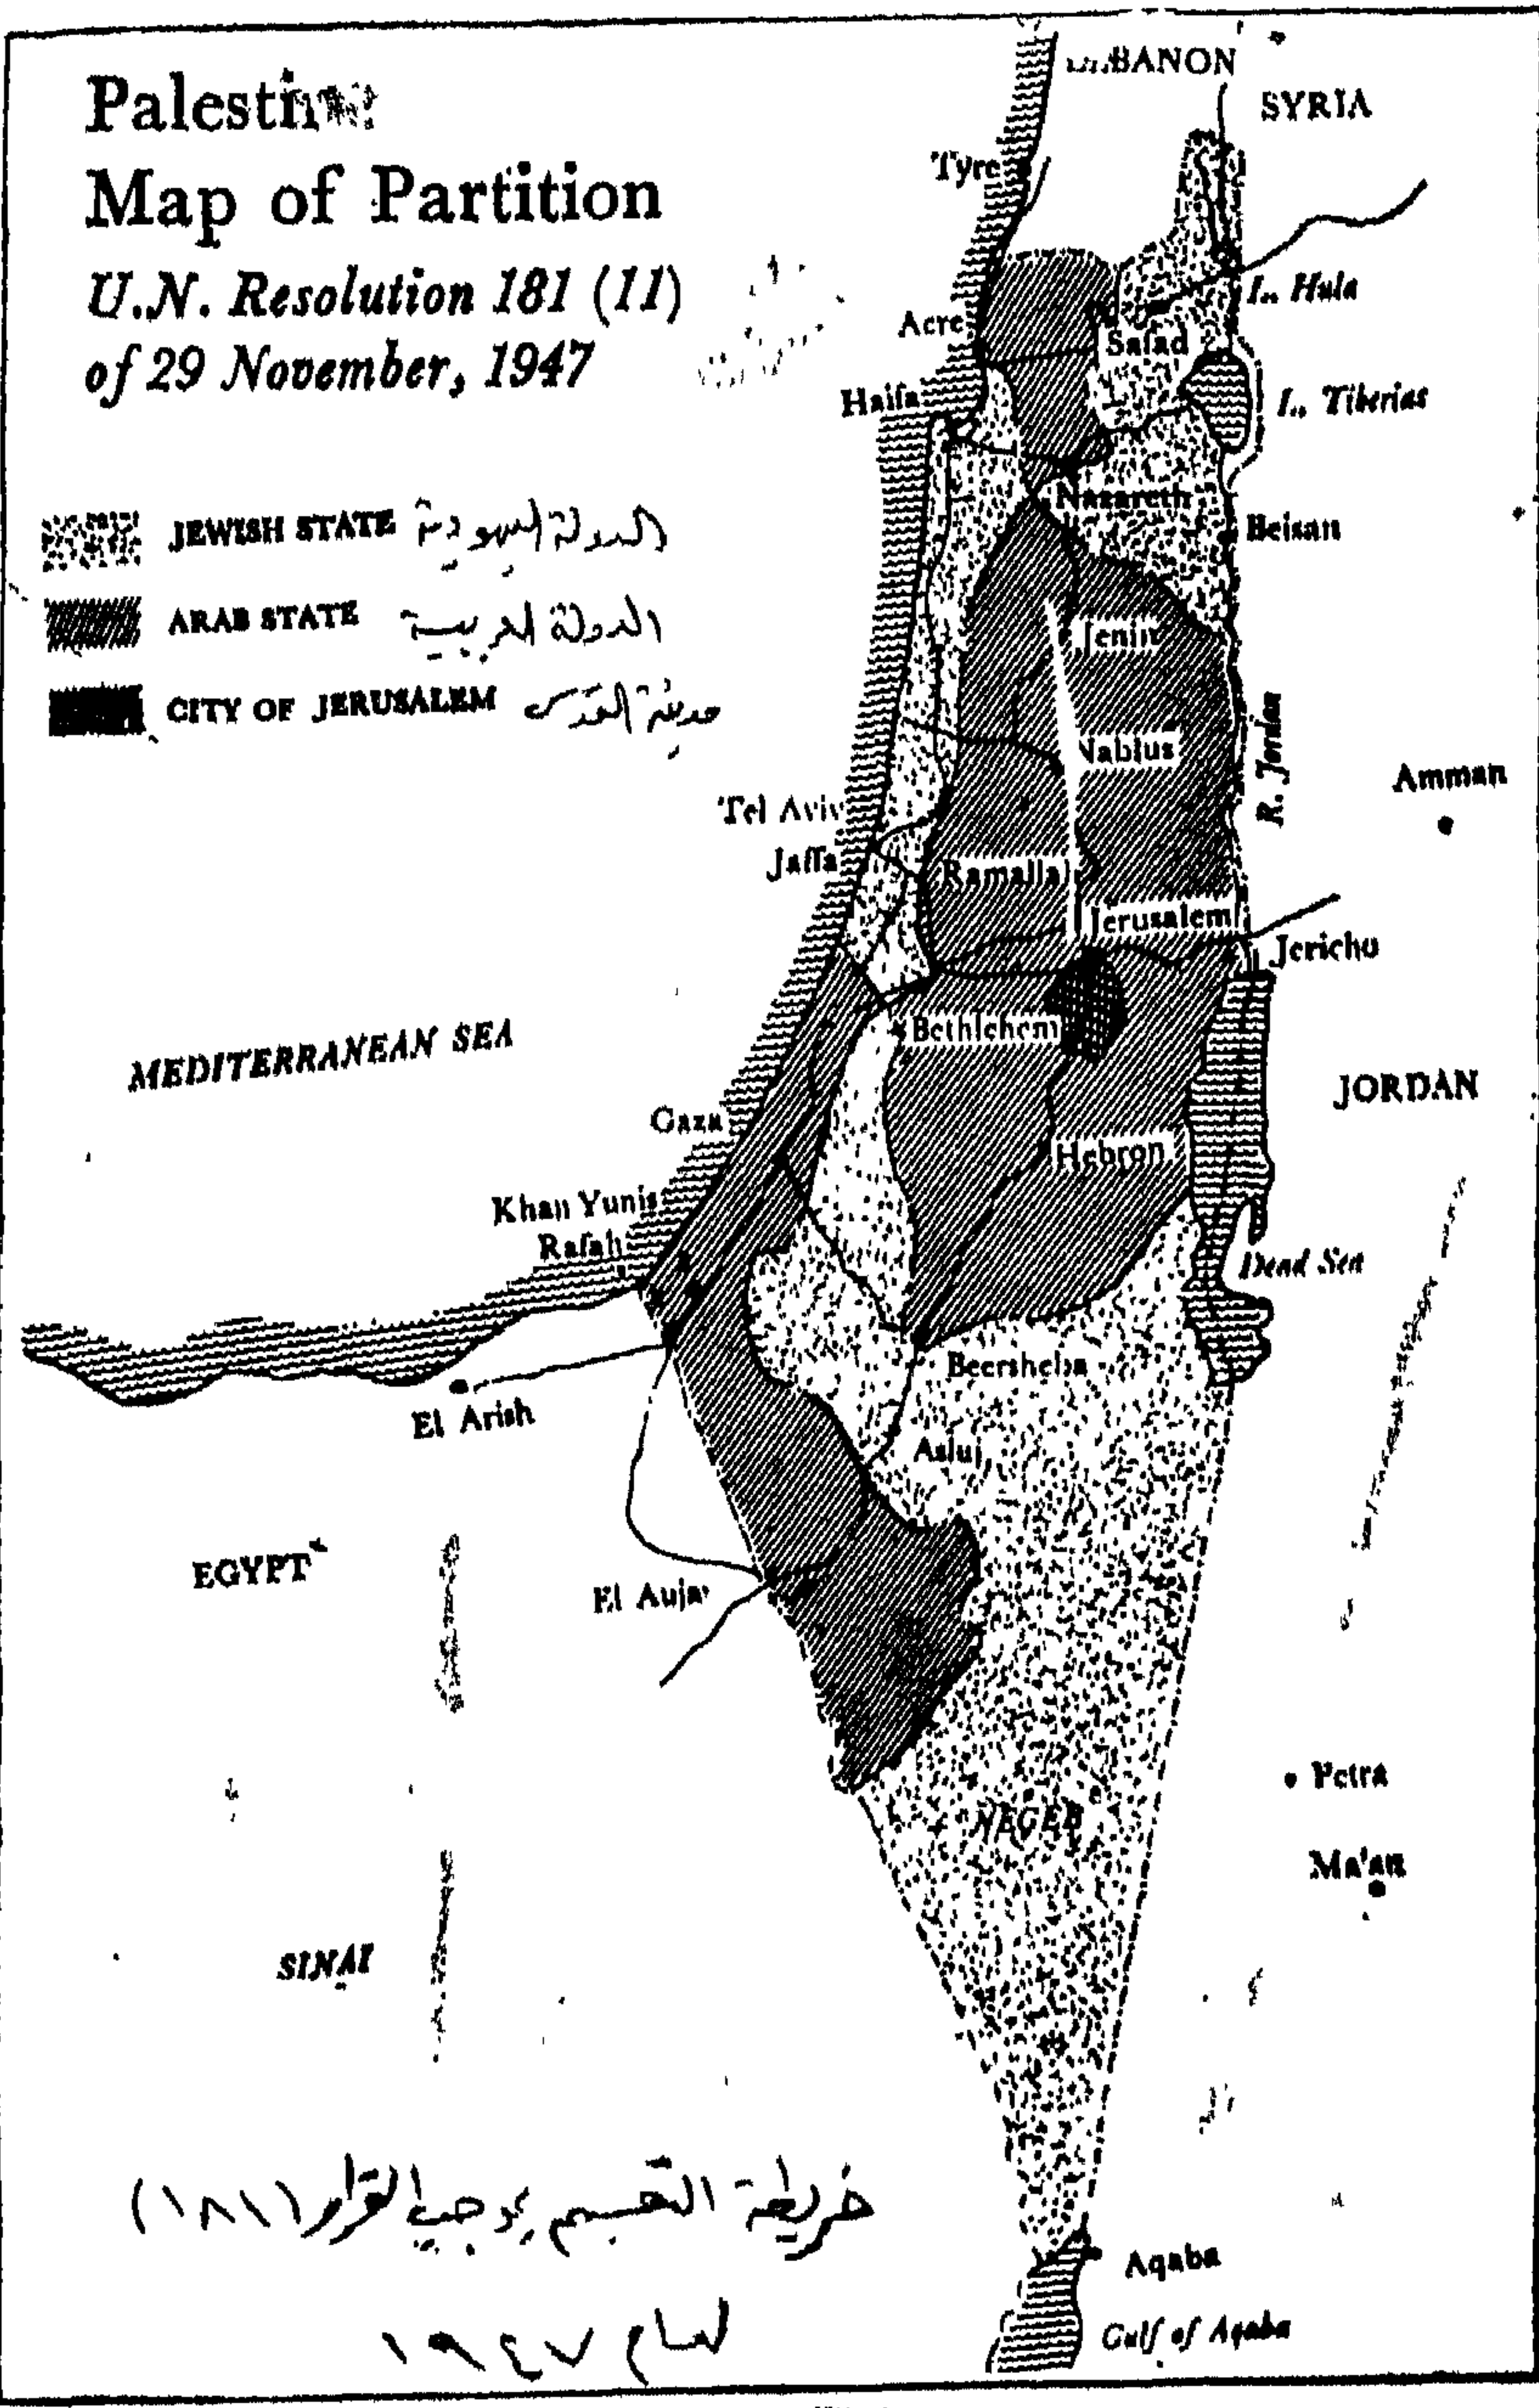 Palestine
Map of Partition
U.N. Resolution 181 (11)
of 29 November, 1947
JEWISH STATE الدولة اليهودية
ARAB STATE الدولة العربية
CITY OF JERUSALEM مدينة القدس
LEBANON
SYRIA
Tyre
L. Hula
Acre
Safad
Haifa
L. Tiberias
Nazareth
Beisan
Jenin
Nablus
R. Jordan
Amman
Tel Aviv
Jaffa
Ramallah
Jerusalem
Jericho
Bethlehem
MEDITERRANEAN SEA
JORDAN
Gaza
Hebron
Khan Yunis
Rafah
Dead Sea
Beersheba
El Arish
Asluj
EGYPT
El Auja
Petra
NEGEB
Ma'an
SINAI
خريطة التقسيم بموجب القرار (١٨١)
Aqaba
لعام ١٩٤٧
Gulf of Aqaba